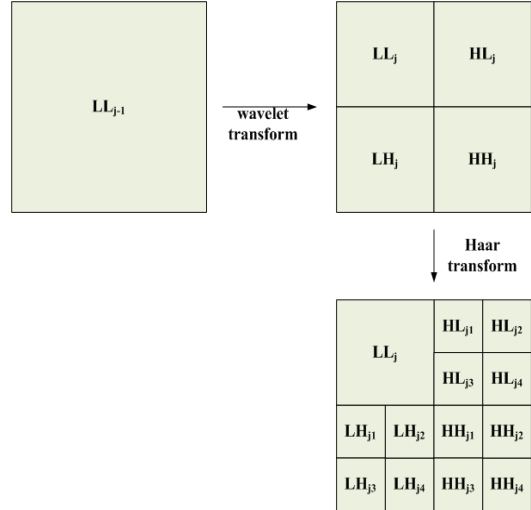 LLj-1
wavelet
transform
LLj HLj
LHj HHj
Haar
transform
LLj
HLj1 HLj2
HLj3 HLj4
LHj1 LHj2 HHj1 HHj2
LHj3 LHj4 HHj3 HHj4